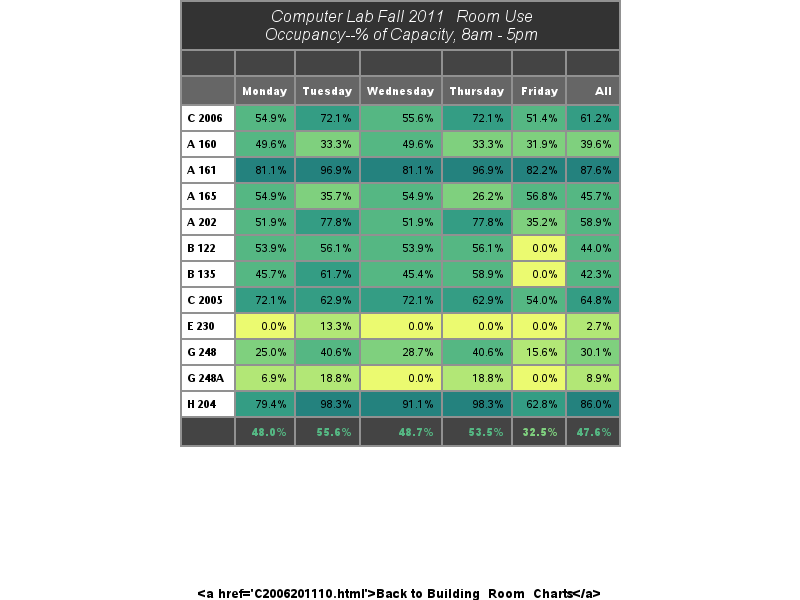 Computer Lab Fall 2011 Room Use
Occupancy--% of Capacity, 8am - 5pm
Monday Tuesday Wednesday Thursday Friday All
C 2006 54.9% 72.1% 55.6% 72.1% 51.4% 61.2%
A 160 49.6% 33.3% 49.6% 33.3% 31.9% 39.6%
A 161 81.1% 96.9% 81.1% 96.9% 82.2% 87.6%
A 165 54.9% 35.7% 54.9% 26.2% 56.8% 45.7%
A 202 51.9% 77.8% 51.9% 77.8% 35.2% 58.9%
B 122 53.9% 56.1% 53.9% 56.1% 0.0% 44.0%
B 135 45.7% 61.7% 45.4% 58.9% 0.0% 42.3%
C 2005 72.1% 62.9% 72.1% 62.9% 54.0% 64.8%
E 230 0.0% 13.3% 0.0% 0.0% 0.0% 2.7%
G 248 25.0% 40.6% 28.7% 40.6% 15.6% 30.1%
G 248A 6.9% 18.8% 0.0% 18.8% 0.0% 8.9%
H 204 79.4% 98.3% 91.1% 98.3% 62.8% 86.0%
48.0% 55.6% 48.7% 53.5% 32.5% 47.6%
<a href='C2006201110.html'>Back to Building Room Charts</a>